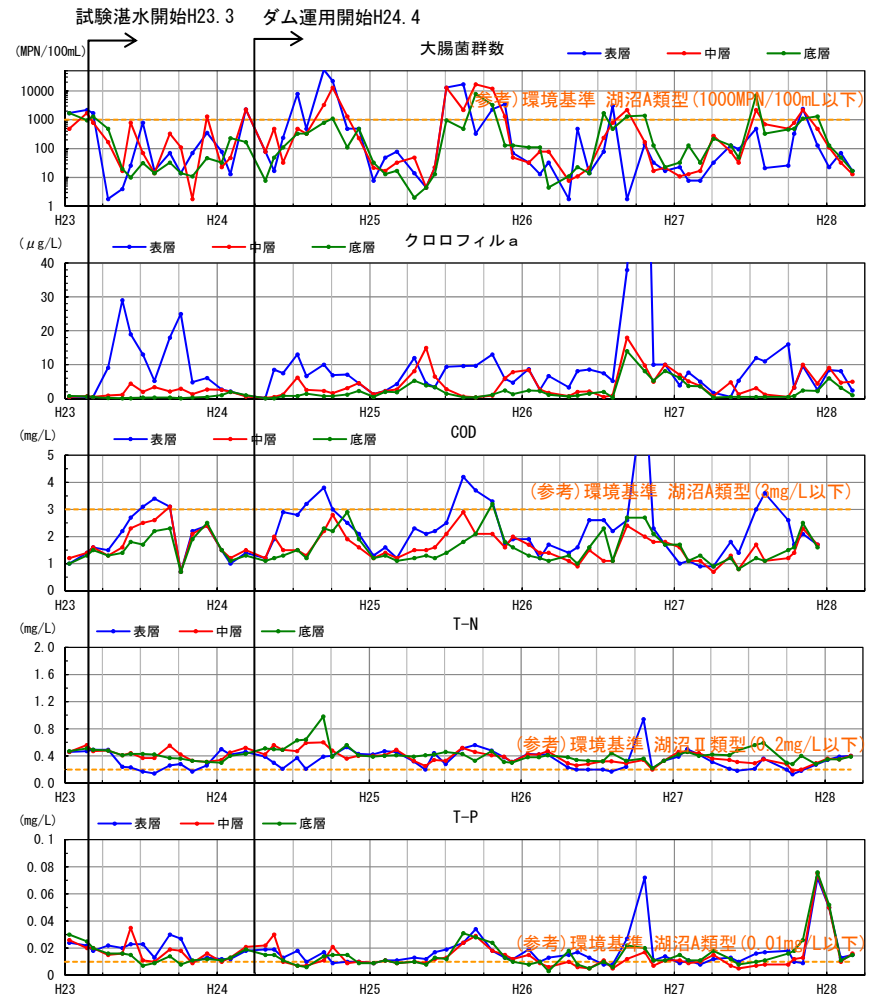 試験湛水開始H23.3 ダム運用開始H24.4
(MPN/100mL) 大腸菌群数 表層 中層 底層
10000
(参考)環境基準 湖沼A類型(1000MPN/100mL以下)
1000
100
10
1
H23 H24 H25 H26 H27 H28
(μg/L) クロロフィルa
表層 中層 底層
40
30
20
10
0
H23 H24 H25 H26 H27 H28
(mg/L) COD
表層 中層 底層
5
(参考)環境基準 湖沼A類型(3mg/L以下)
4
3
2
1
0
H23 H24 H25 H26 H27 H28
(mg/L) 表層 中層 底層 T-N
2.0
1.6
1.2
0.8
(参考)環境基準 湖沼Ⅱ類型(0.2mg/L以下)
0.4
0.0
H23 H24 H25 H26 H27 H28
(mg/L) 表層 中層 底層 T-P
0.1
0.08
0.06
0.04
(参考)環境基準 湖沼A類型(0.01mg/L以下)
0.02
0
H23 H24 H25 H26 H27 H28